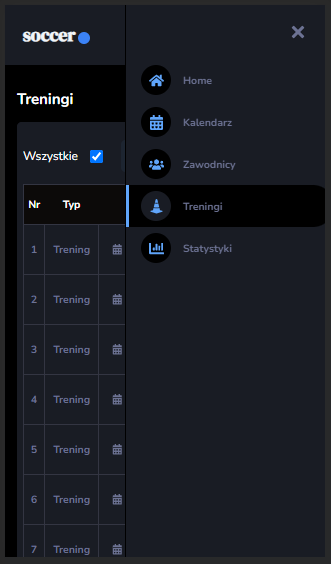 soccer
Treningi
Wszystkie
Nr Typ
1 Trening
2 Trening
3 Trening
4 Trening
5 Trening
6 Trening
7 Trening
Home
Kalendarz
Zawodnicy
Treningi
Statystyki